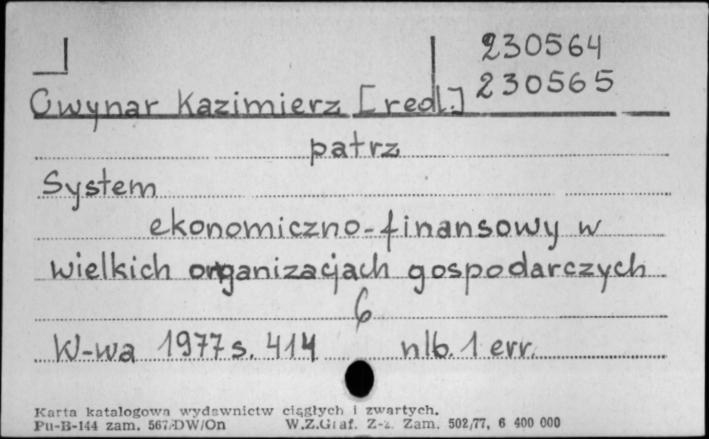 230564
230565
Cwynar Kazimierz [red.]
patrz
System
ekonomiczno-finansowy w
wielkich organizacjach gospodarczych
6
W-wa 1977 s. 414 nlb. 1 err.
Karta katalogowa wydawnictw ciągłych i zwartych.
Pu-B-144 zam. 567/DW/On W.Z.Graf. Z-z. Zam. 502/77, 6 400 000